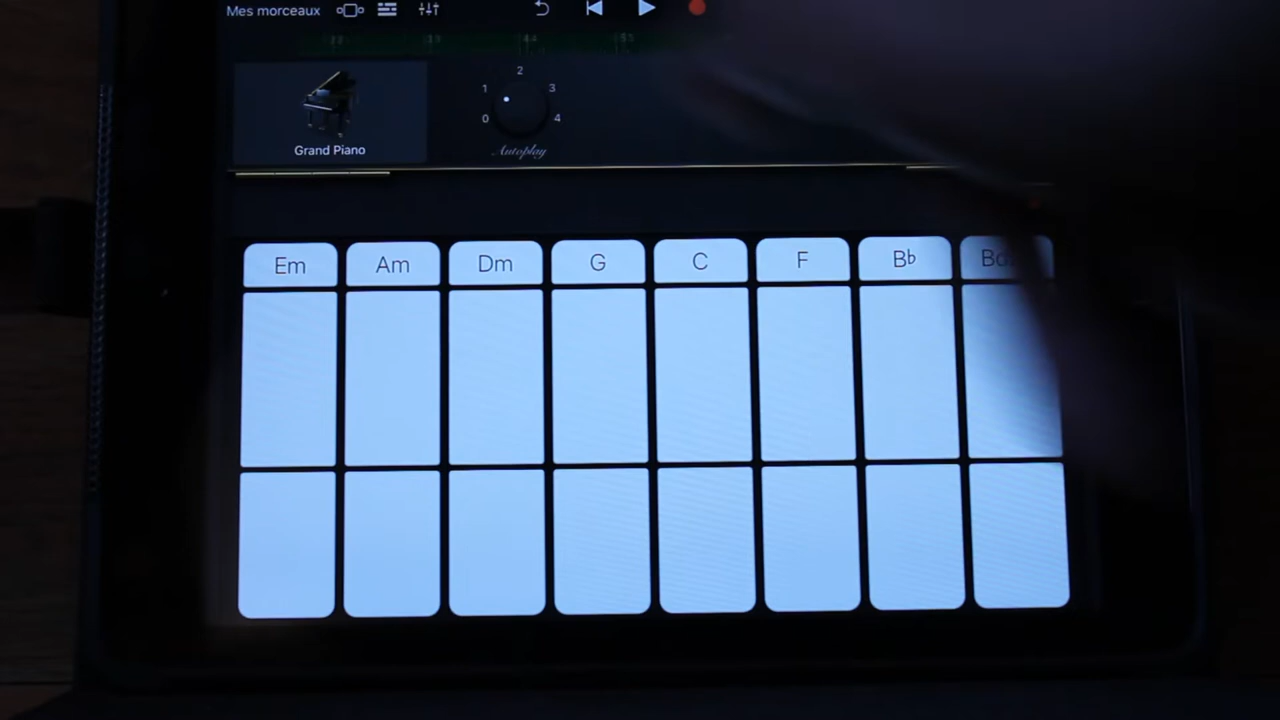 Mes morceaux
2
1 3
0 4
Grand Piano
Autoplay
Em Am Dm G C F B♭